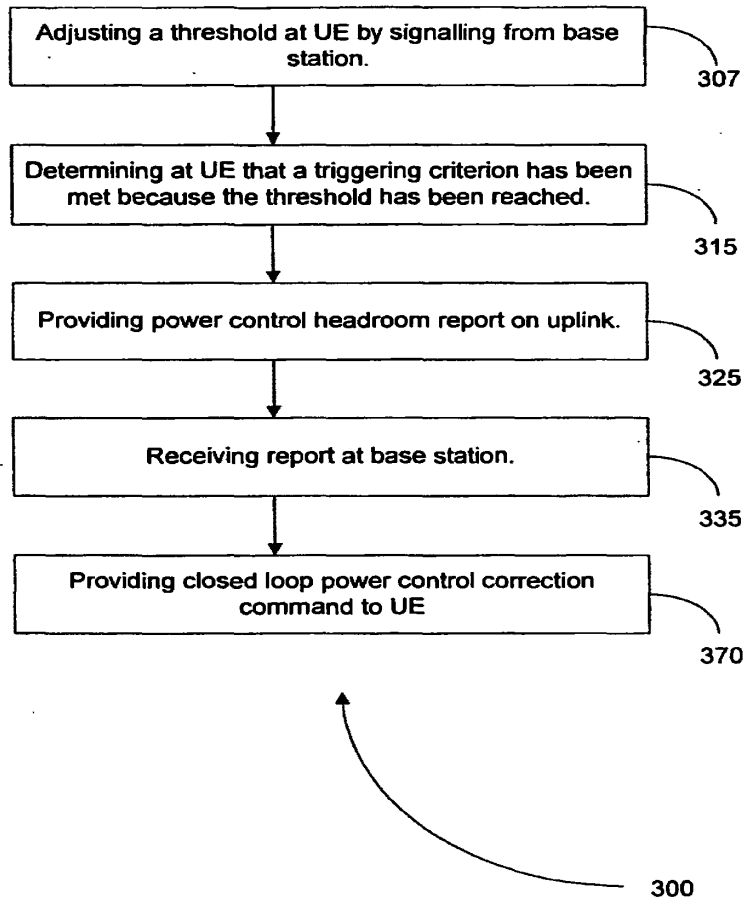 Adjusting a threshold at UE by signalling from base
station.
307
Determining at UE that a triggering criterion has been
met because the threshold has been reached.
315
Providing power control headroom report on uplink.
325
Receiving report at base station.
335
Providing closed loop power control correction
command to UE
370
300